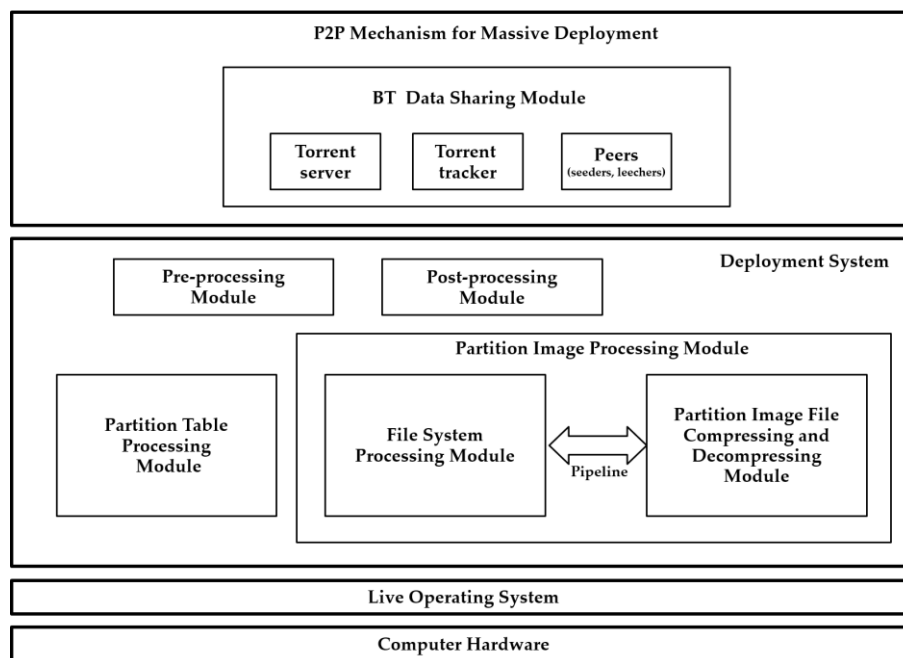 P2P Mechanism for Massive Deployment
BT Data Sharing Module
Torrent
server
Torrent
tracker
Peers
(seeders, leechers)
Deployment System
Pre-processing
Module
Post-processing
Module
Partition Image Processing Module
Partition Table
Processing
Module
File System
Processing Module
Pipeline
Partition Image File
Compressing and
Decompressing
Module
Live Operating System
Computer Hardware